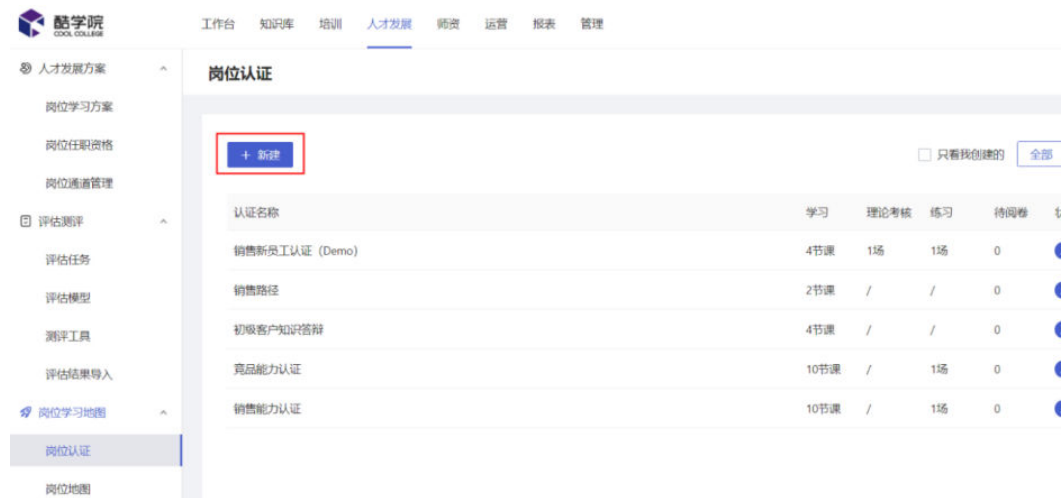 酷学院
COOL COLLEGE
工作台 知识库 培训 人才发展 师资 运营 报表 管理
人才发展方案
岗位学习方案
岗位任职资格
岗位通道管理
评估测评
评估任务
评估模型
测评工具
评估结果导入
岗位学习地图
岗位认证
岗位地图
岗位认证
+ 新建
只看我创建的 全部
认证名称 学习 理论考核 练习 待阅卷
销售新员工认证（Demo） 4节课 1场 1场 0
销售路径 2节课 / / 0
初级客户知识答辩 4节课 / / 0
竞品能力认证 10节课 / 1场 0
销售能力认证 10节课 / 1场 0